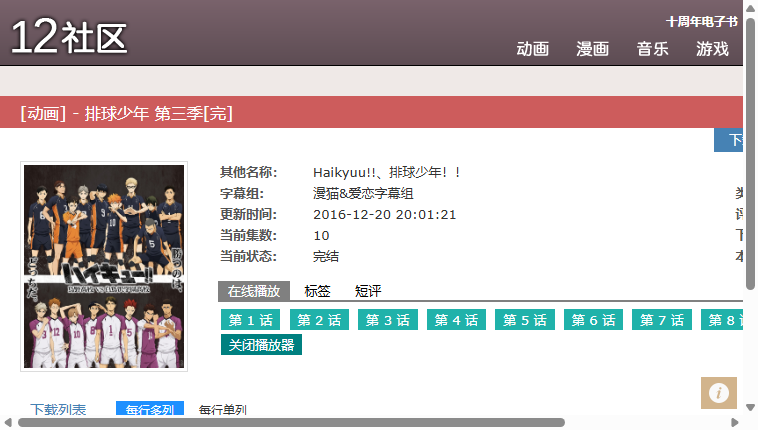 12社区
十周年电子书
动画 漫画 音乐 游戏
[动画] - 排球少年 第三季[完]
其他名称: Haikyuu!!、排球少年！！
字幕组: 漫猫&爱恋字幕组
更新时间: 2016-12-20 20:01:21
当前集数: 10
当前状态: 完结
ハイキュー!!
在线播放 标签 短评
第 1 话 第 2 话 第 3 话 第 4 话 第 5 话 第 6 话 第 7 话 第 8
关闭播放器
下载列表 每行多列 每行单列